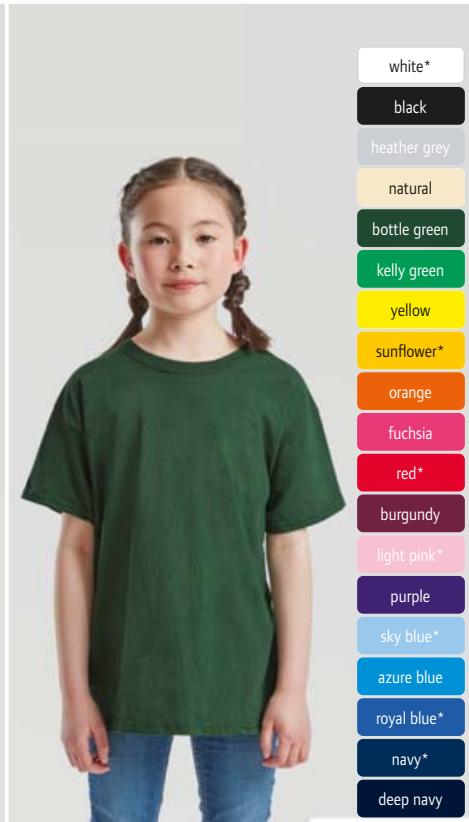 white*
black
heather grey
natural
bottle green
kelly green
yellow
sunflower*
orange
fuchsia
red*
burgundy
light pink*
purple
sky blue*
azure blue
royal blue*
navy*
deep navy